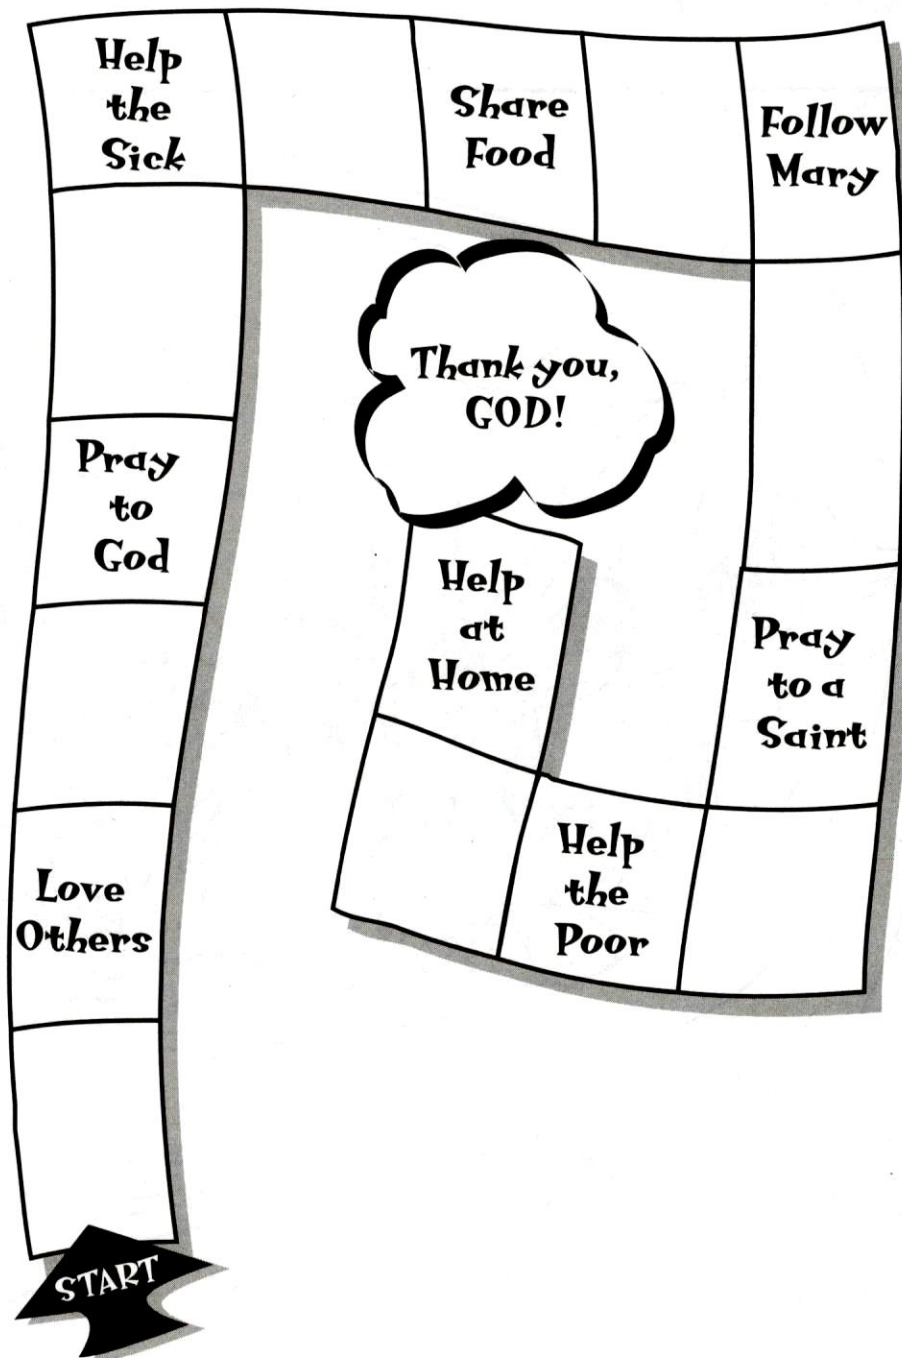 Help
the
Sick
Share
Food
Follow
Mary
Thank you,
GOD!
Pray
to
God
Help
at
Home
Pray
to a
Saint
Help
the
Poor
Love
Others
START